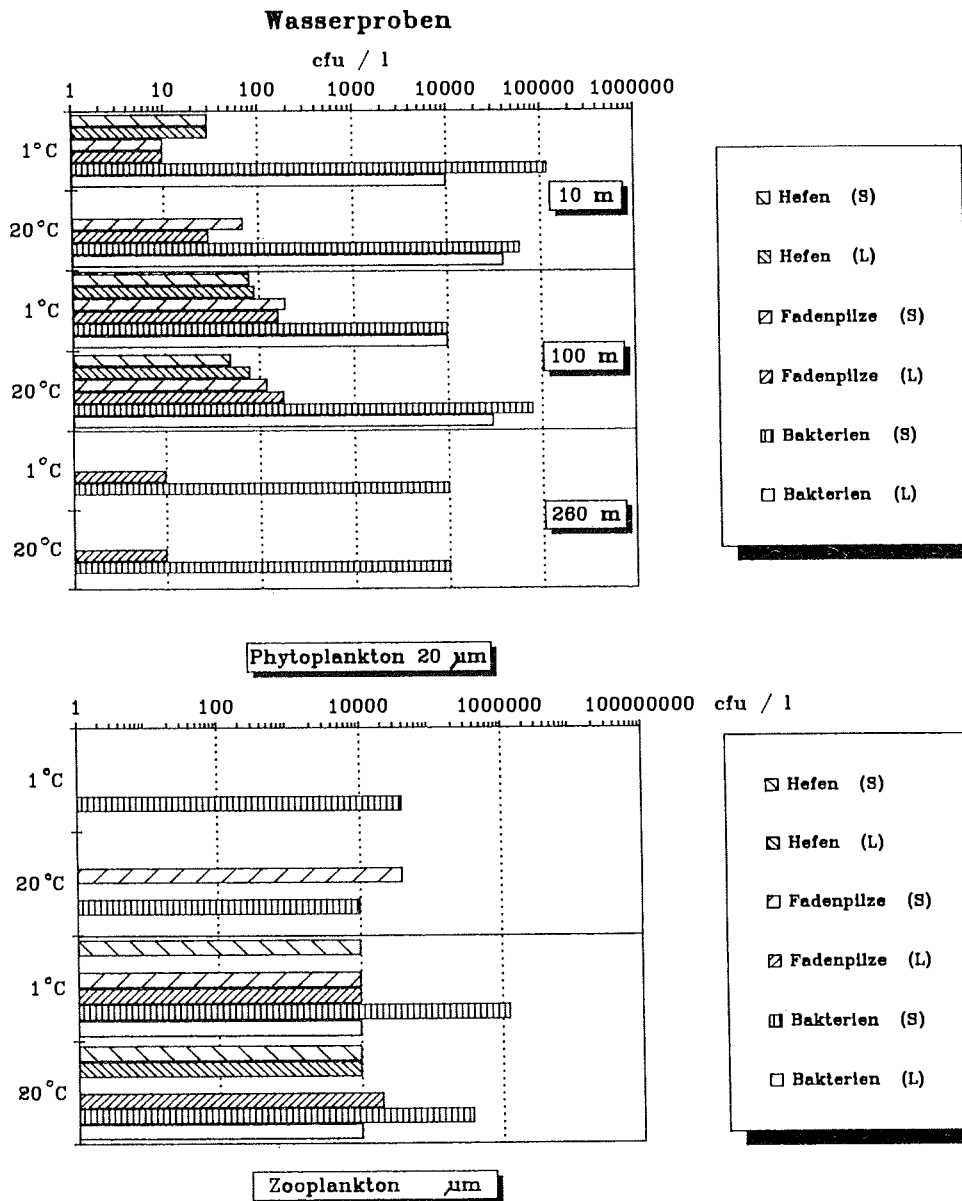 Wasserproben
cfu / l
1 10 100 1000 10000 100000 1000000
1°C
10 m
20°C
1°C
100 m
20°C
1°C
260 m
20°C
Hefen (S)
Hefen (L)
Fadenpilze (S)
Fadenpilze (L)
Bakterien (S)
Bakterien (L)
Phytoplankton 20 µm
1 100 10000 1000000 100000000 cfu / l
1°C
20°C
1°C
20°C
Hefen (S)
Hefen (L)
Fadenpilze (S)
Fadenpilze (L)
Bakterien (S)
Bakterien (L)
Zooplankton µm